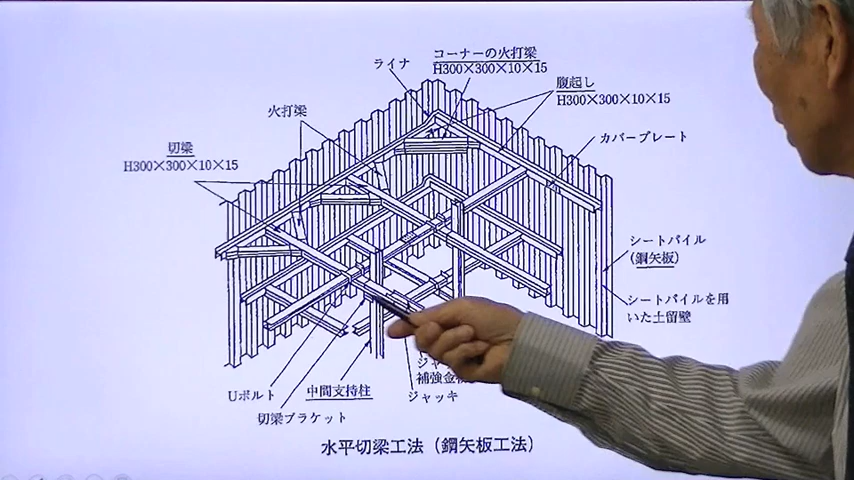 コーナーの火打梁
H300×300×10×15
ライナ
腹起し
H300×300×10×15
火打梁
カバープレート
切梁
H300×300×10×15
シートパイル
(鋼矢板)
シートパイルを用
いた土留壁
補強金
Uボルト
中間支持柱
ジャッキ
切梁ブラケット
水平切梁工法（鋼矢板工法）